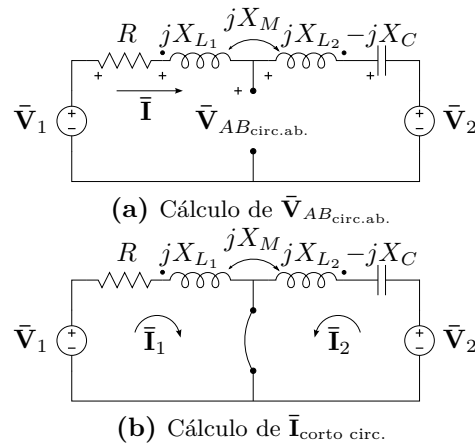 R jX_{L_1} jX_M jX_{L_2} −jX_C
+ + + + +
V̄_1 + − Ī V̄_{AB_{circ.ab.}} + − V̄_2
(a) Cálculo de V̄_{AB_{circ.ab.}}
R jX_{L_1} jX_M jX_{L_2} −jX_C
V̄_1 + − Ī_1 Ī_2 + − V̄_2
(b) Cálculo de Ī_{corto circ.}